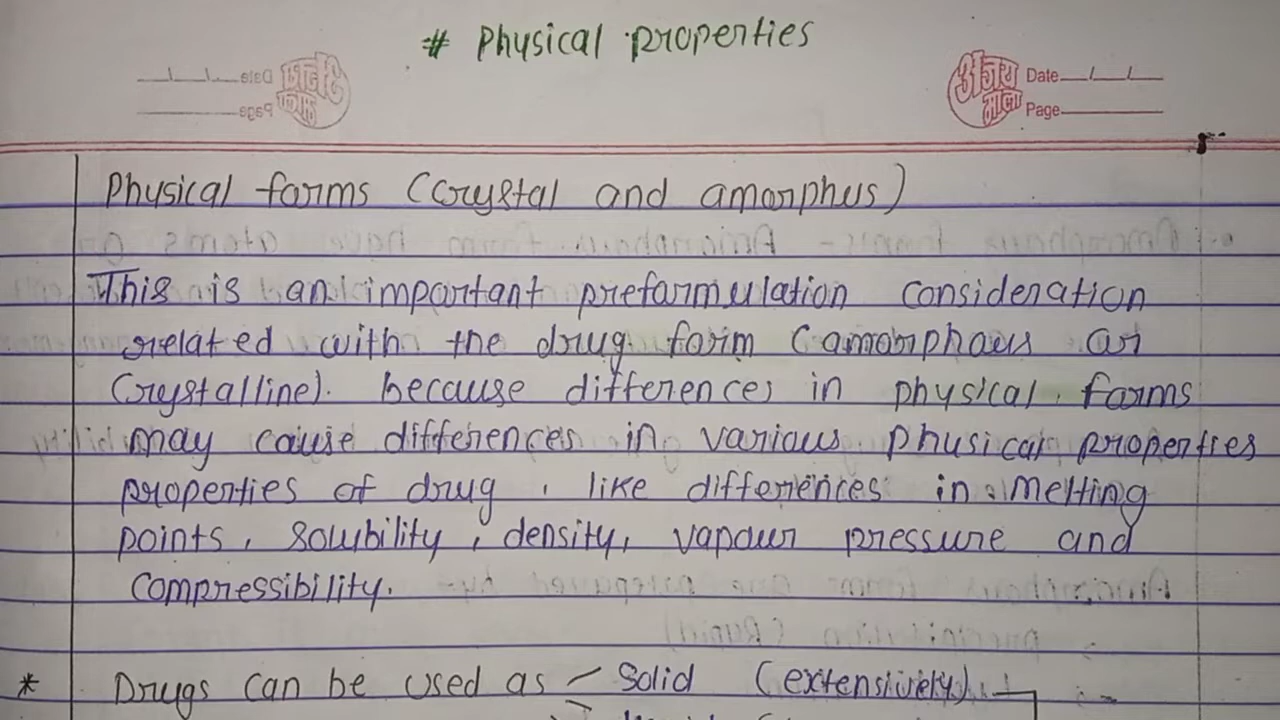 # Physical properties
Date
Page
Physical forms (Crystal and amorphus)
This is an important preformulation consideration
related with the drug form (amorphous or
Crystalline). because differences in physical forms
may cause differences in various physical properties
properties of drug, like differences in melting
points, solubility, density, vapour pressure and
compressibility.
* Drugs can be used as - Solid (extensively)